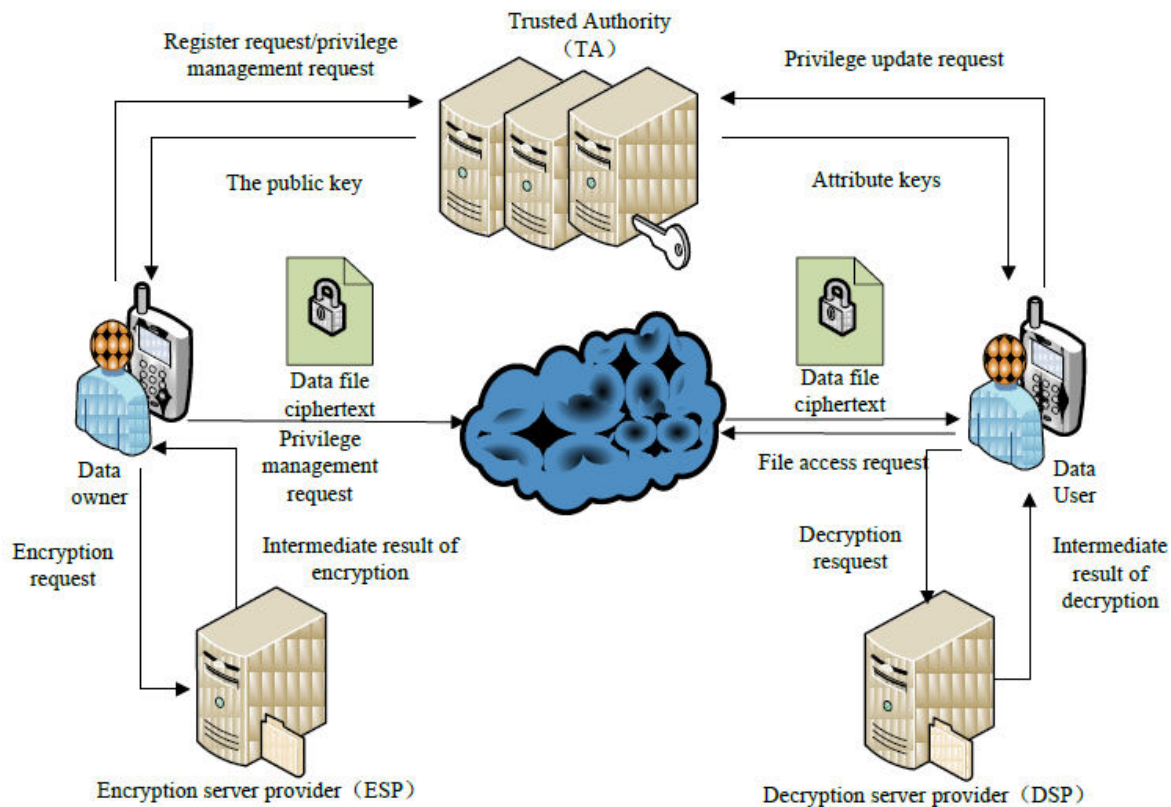 Trusted Authority
（TA）
Register request/privilege
management request
Privilege update request
The public key
Attribute keys
Data file
ciphertext
Privilege
management
request
Data file
ciphertext
File access request
Data
owner
Data
User
Encryption
request
Intermediate result of
encryption
Decryption
resquest
Intermediate
result of
decryption
Encryption server provider（ESP）
Decryption server provider（DSP）